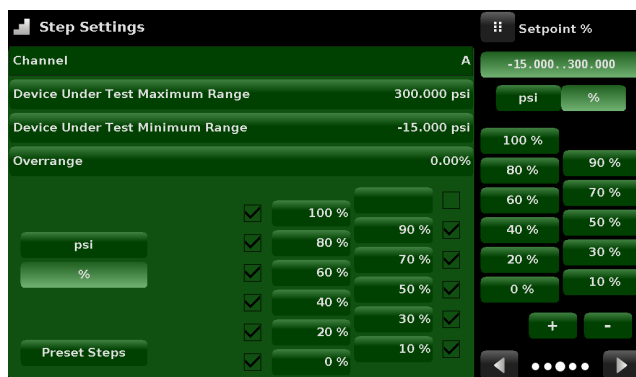 Step Settings
Channel A
Device Under Test Maximum Range 300.000 psi
Device Under Test Minimum Range -15.000 psi
Overrange 0.00%
100 %
90 %
80 %
70 %
60 %
50 %
40 %
30 %
20 %
10 %
0 %
psi
%
Preset Steps
Setpoint %
-15.000..300.000
psi %
100 %
90 %
80 %
70 %
60 %
50 %
40 %
30 %
20 %
10 %
0 %
+ -